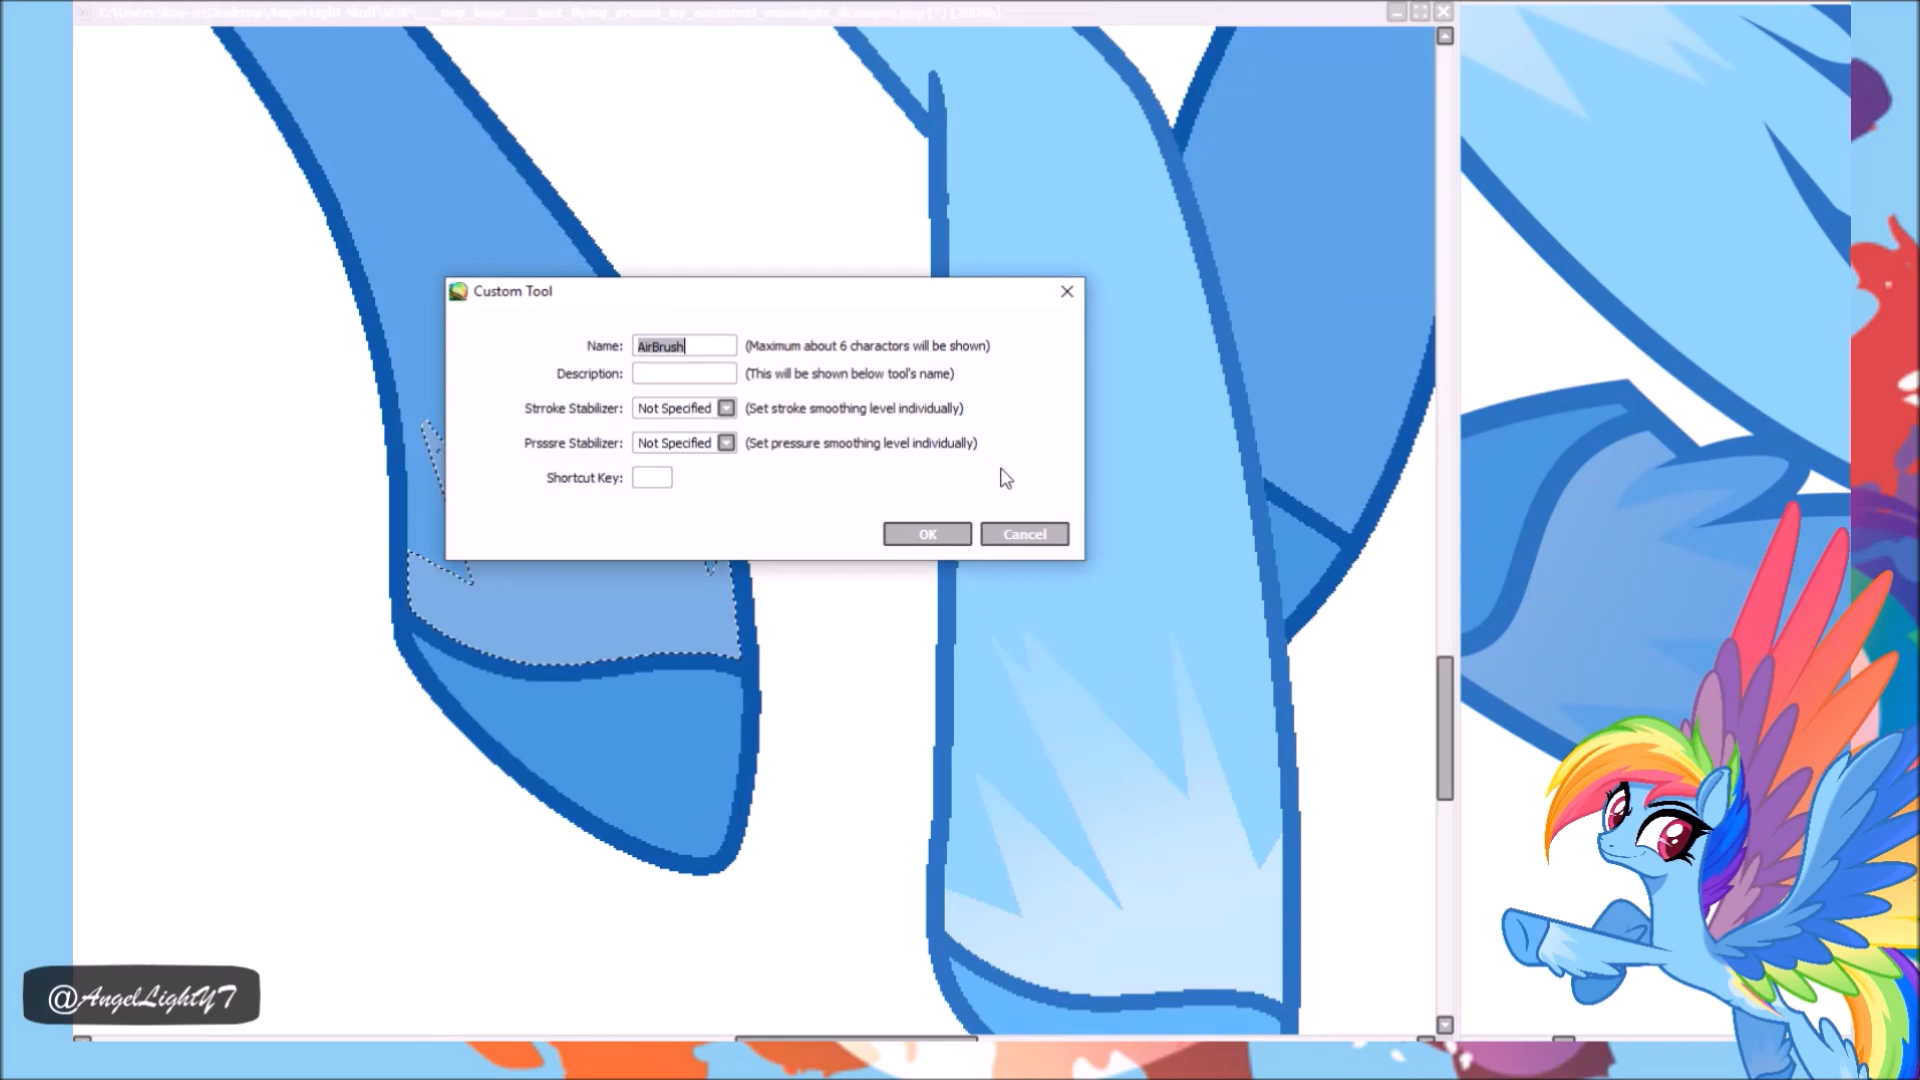 Custom Tool
Name: AirBrush (Maximum about 6 charactors will be shown)
Description: (This will be shown below tool's name)
Strroke Stabilizer: Not Specified (Set stroke smoothing level individually)
Prsssre Stabilizer: Not Specified (Set pressure smoothing level individually)
Shortcut Key:
OK Cancel
@AngelLightYT